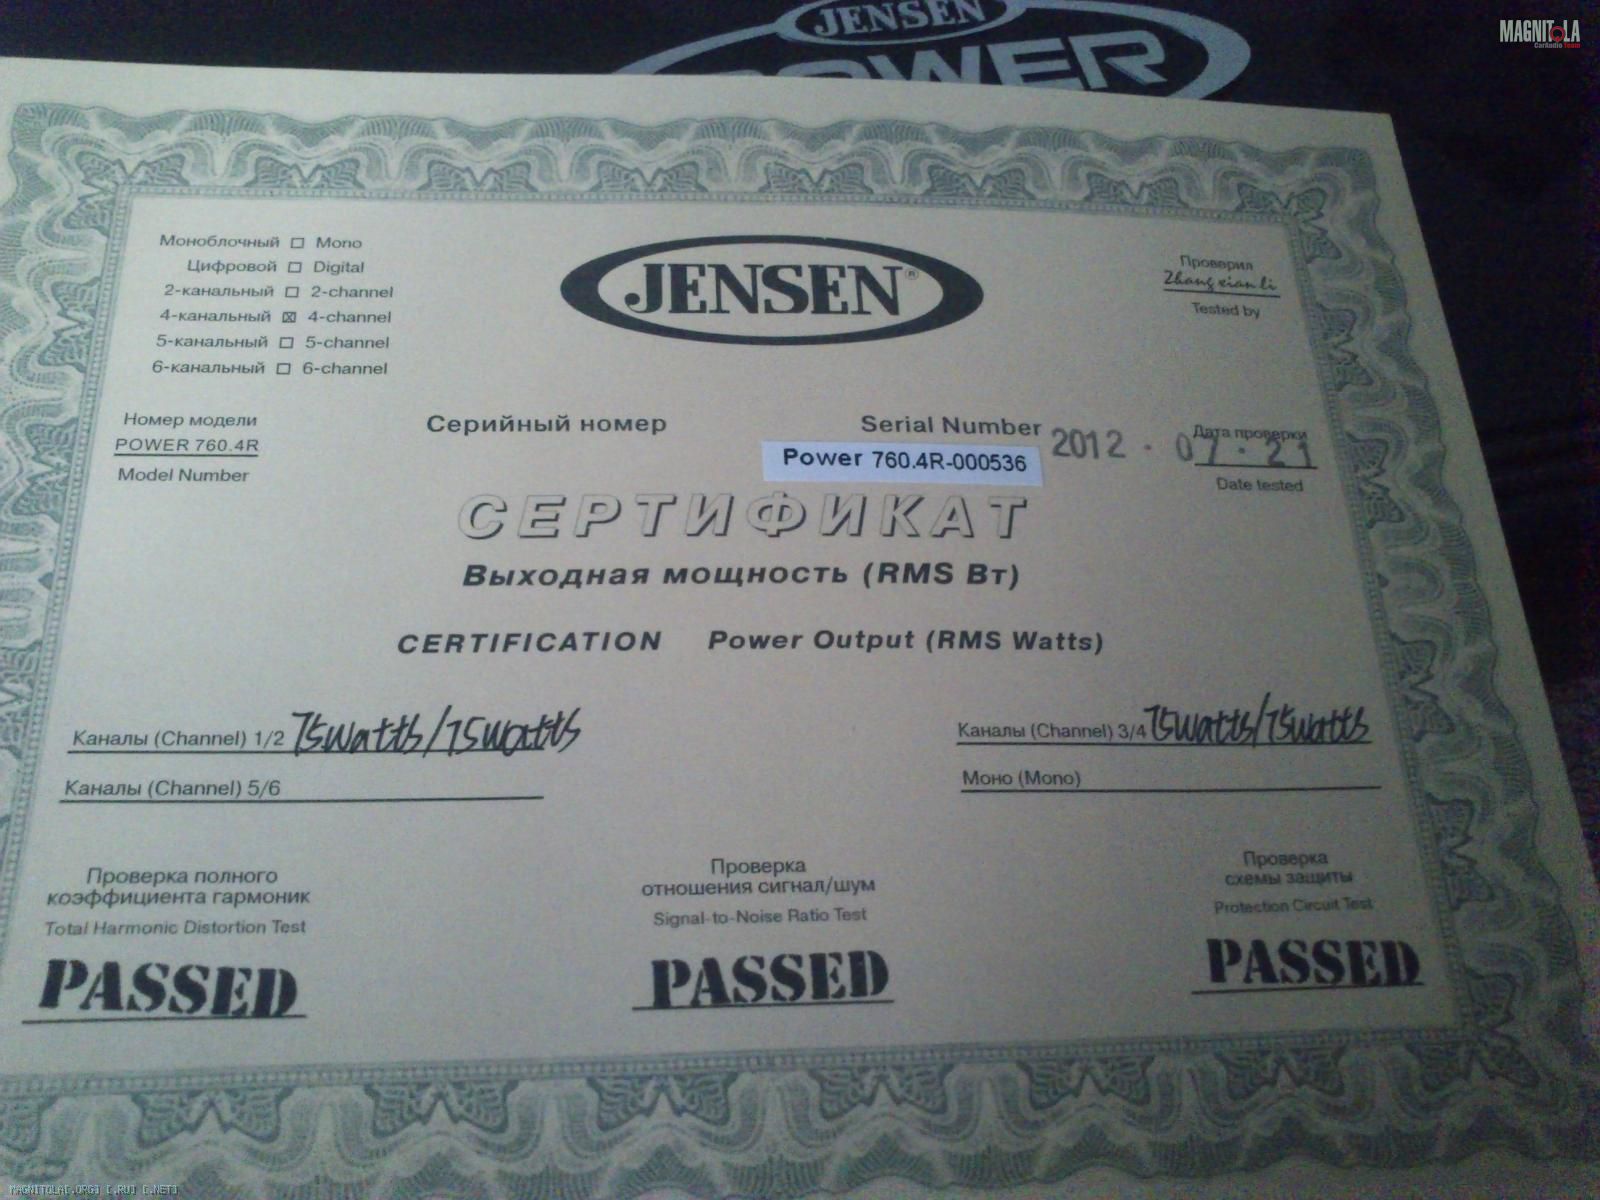 JENSEN
POWER
MAGNITOLA
CarAudio Team
Моноблочный ☐ Mono
Цифровой ☐ Digital
2-канальный ☐ 2-channel
4-канальный ☒ 4-channel
5-канальный ☐ 5-channel
6-канальный ☐ 6-channel
JENSEN®
Проверил
Zhang xian li
Tested by
Номер модели
POWER 760.4R
Model Number
Серийный номер
Serial Number
Power 760.4R-000536
Дата проверки
2012 · 07 · 21
Date tested
СЕРТИФИКАТ
Выходная мощность (RMS Вт)
CERTIFICATION Power Output (RMS Watts)
Каналы (Channel) 1/2 75watts/75watts
Каналы (Channel) 3/4 75watts/75watts
Каналы (Channel) 5/6
Моно (Mono)
Проверка полного
коэффициента гармоник
Total Harmonic Distortion Test
PASSED
Проверка
отношения сигнал/шум
Signal-to-Noise Ratio Test
PASSED
Проверка
схемы защиты
Protection Circuit Test
PASSED
MAGNITOLA[.ORG] [.RU] [.NET]